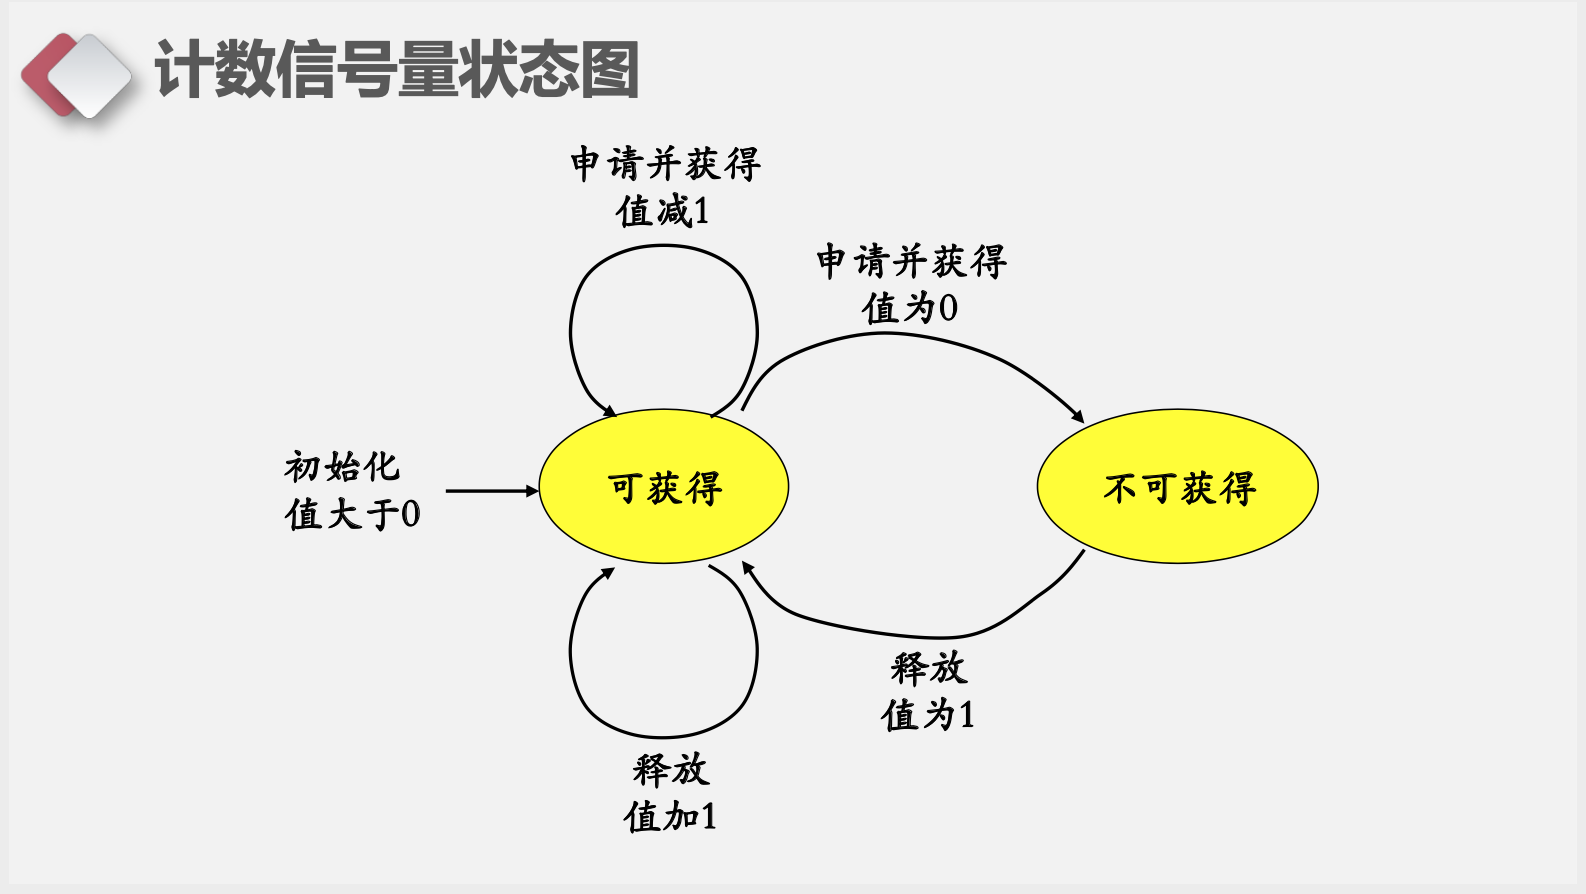 计数信号量状态图
申请并获得
值减1
申请并获得
值为0
初始化
值大于0
可获得
不可获得
释放
值为1
释放
值加1